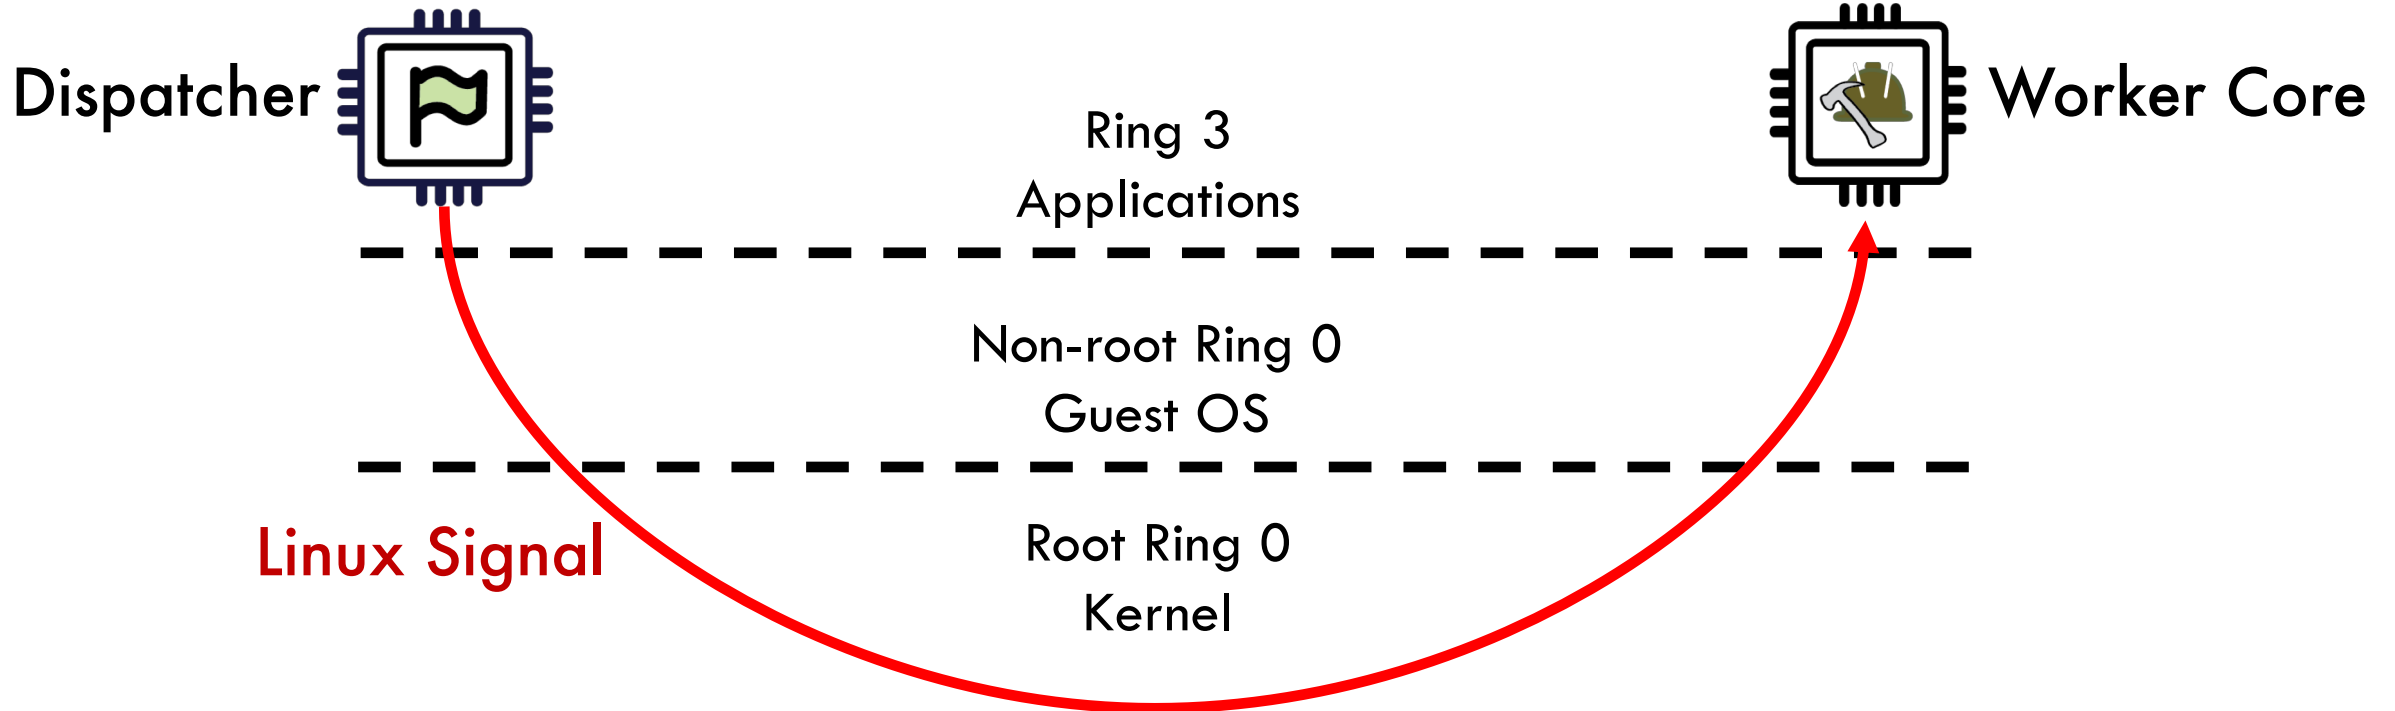 Dispatcher
Worker Core
Ring 3
Applications
Non-root Ring 0
Guest OS
Linux Signal
Root Ring 0
Kernel